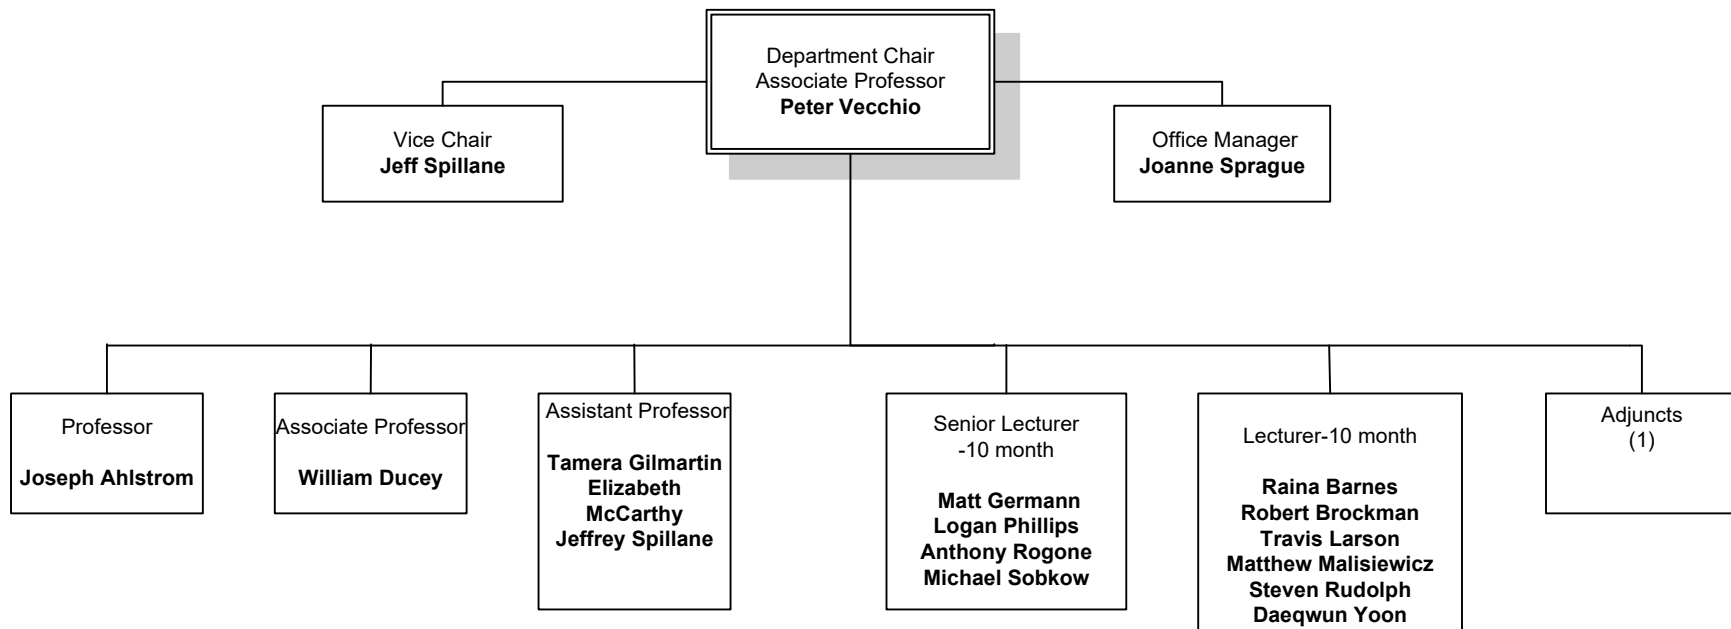 Department Chair
Associate Professor
Peter Vecchio
Vice Chair
Jeff Spillane
Office Manager
Joanne Sprague
Professor
Joseph Ahlstrom
Associate Professor
William Ducey
Assistant Professor
Tamera Gilmartin
Elizabeth
McCarthy
Jeffrey Spillane
Senior Lecturer
-10 month
Matt Germann
Logan Phillips
Anthony Rogone
Michael Sobkow
Lecturer-10 month
Raina Barnes
Robert Brockman
Travis Larson
Matthew Malisiewicz
Steven Rudolph
Daeqwun Yoon
Adjuncts
(1)